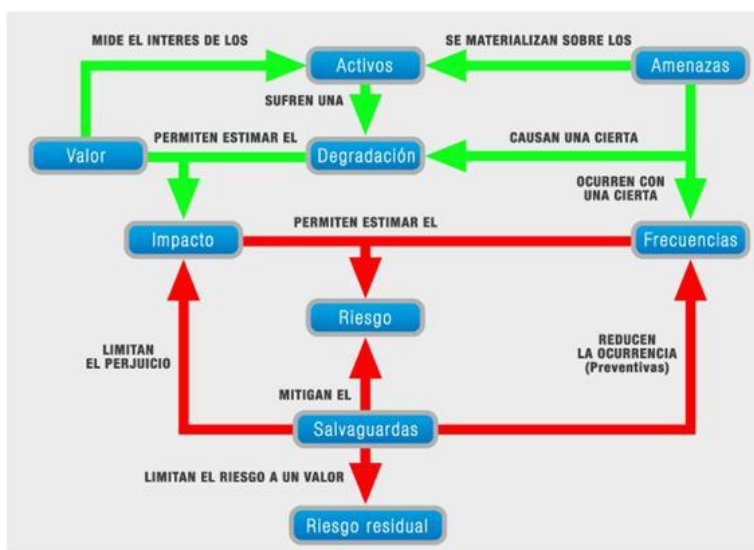 MIDE EL INTERES DE LOS
SE MATERIALIZAN SOBRE LOS
Activos
Amenazas
SUFREN UNA
PERMITEN ESTIMAR EL
CAUSAN UNA CIERTA
Valor
Degradación
OCURREN CON
UNA CIERTA
PERMITEN ESTIMAR EL
Impacto
Frecuencias
Riesgo
LIMITAN
EL PERJUICIO
REDUCEN
LA OCURRENCIA
(Preventivas)
MITIGAN EL
Salvaguardas
LIMITAN EL RIESGO A UN VALOR
Riesgo residual